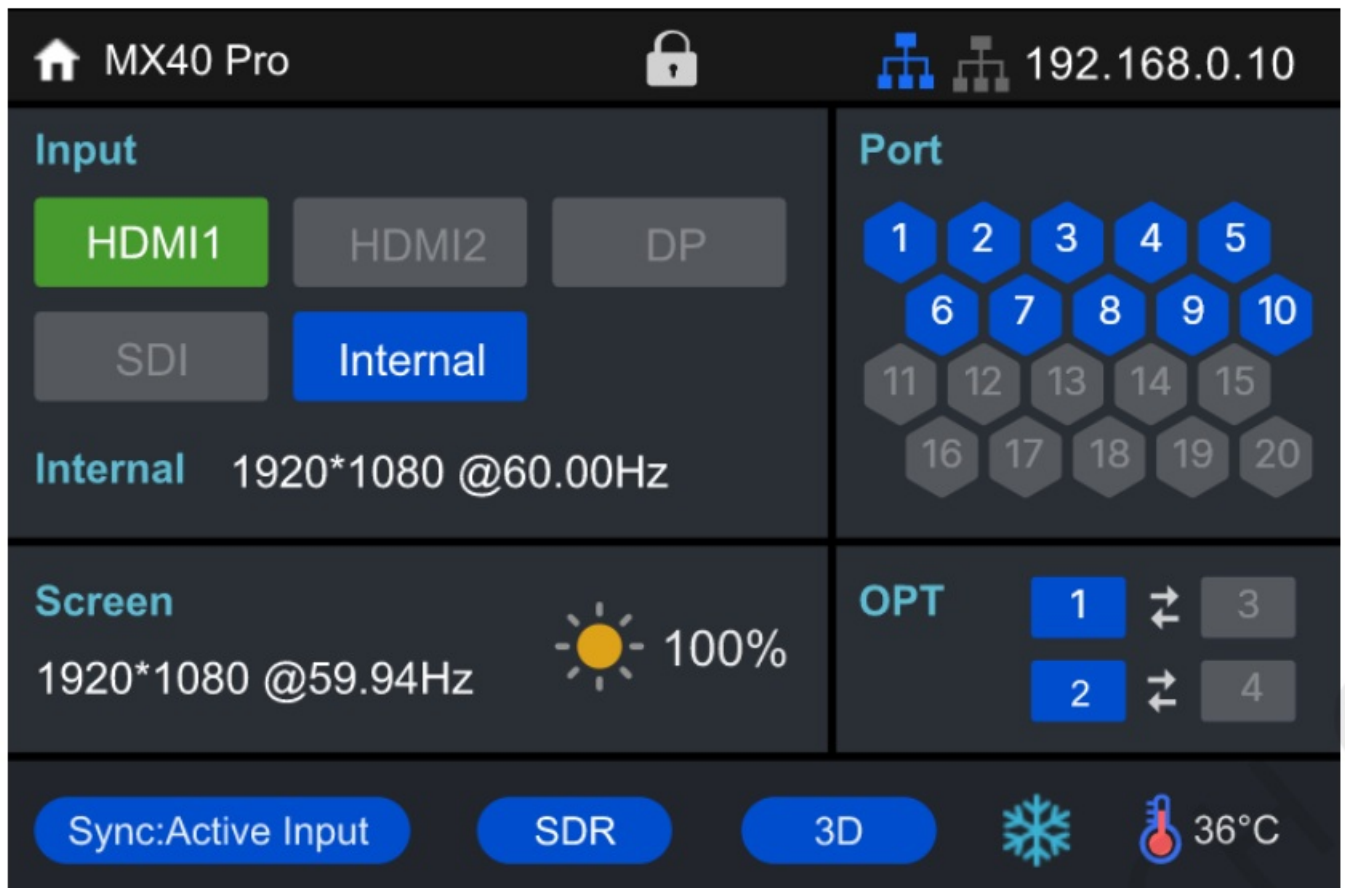 MX40 Pro 192.168.0.10
Input
HDMI1 HDMI2 DP
SDI Internal
Internal 1920*1080 @60.00Hz
Port
1 2 3 4 5
6 7 8 9 10
11 12 13 14 15
16 17 18 19 20
Screen
1920*1080 @59.94Hz
100%
OPT
1 3
2 4
Sync:Active Input SDR 3D 36°C